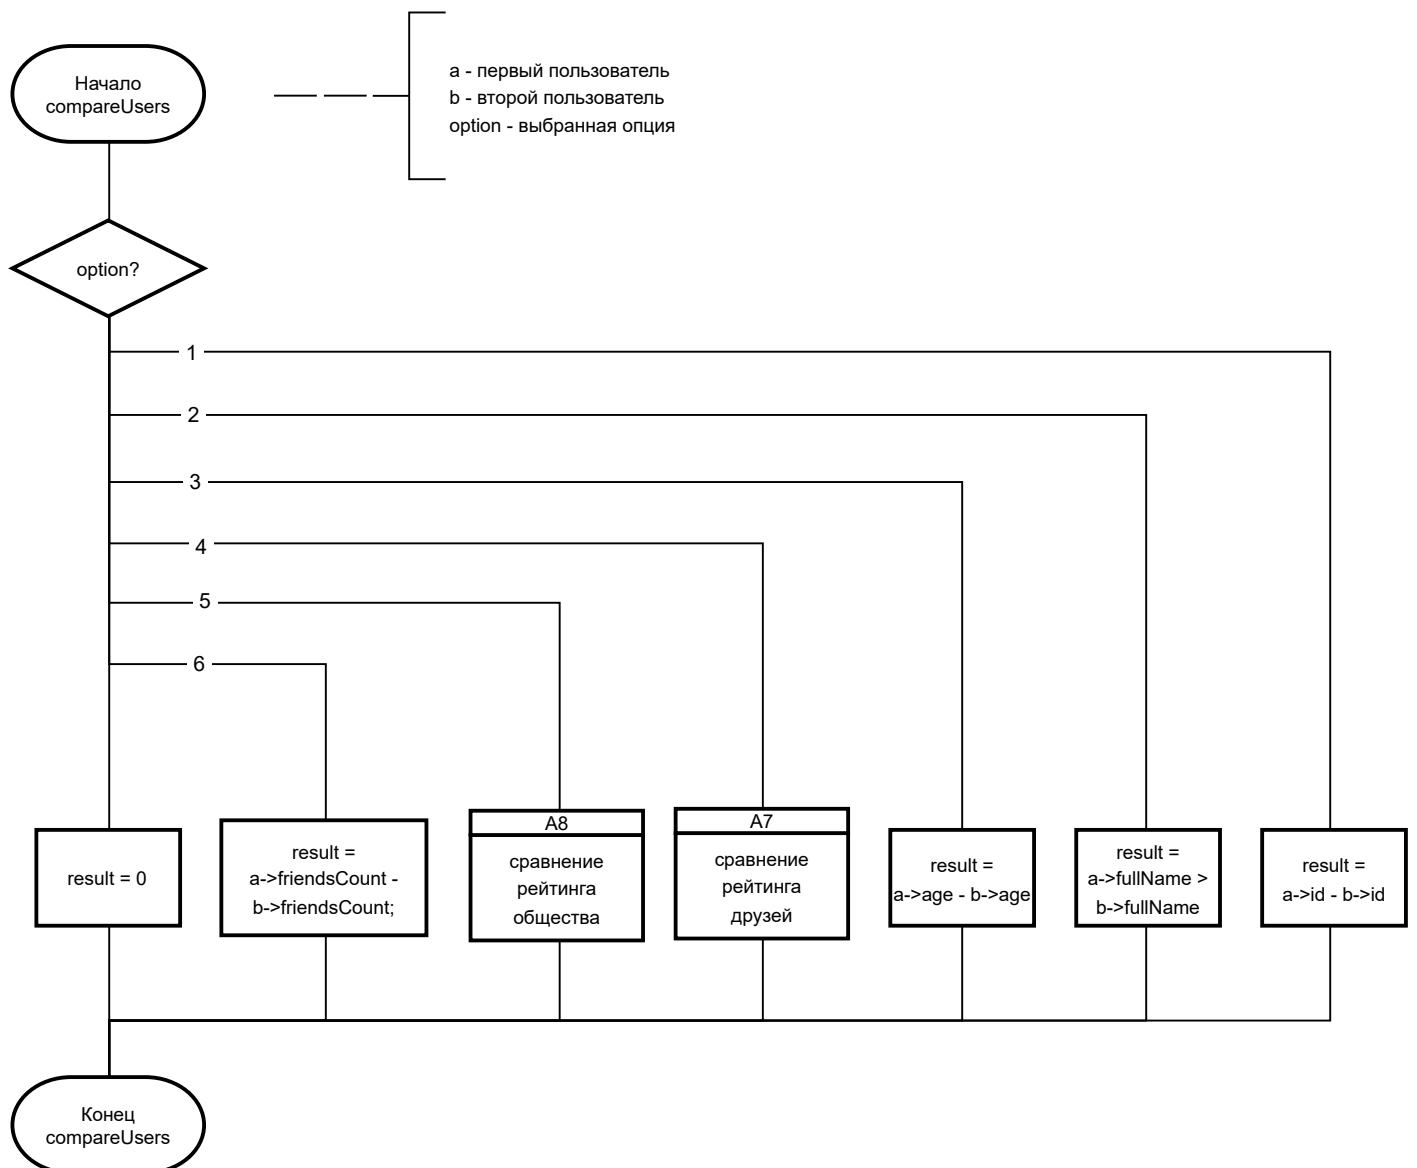 Начало
compareUsers
a - первый пользователь
b - второй пользователь
option - выбранная опция
option?
1
2
3
4
5
6
result = 0
result =
a->friendsCount -
b->friendsCount;
A8
сравнение
рейтинга
общества
A7
сравнение
рейтинга
друзей
result =
a->age - b->age
result =
a->fullName >
b->fullName
result =
a->id - b->id
Конец
compareUsers